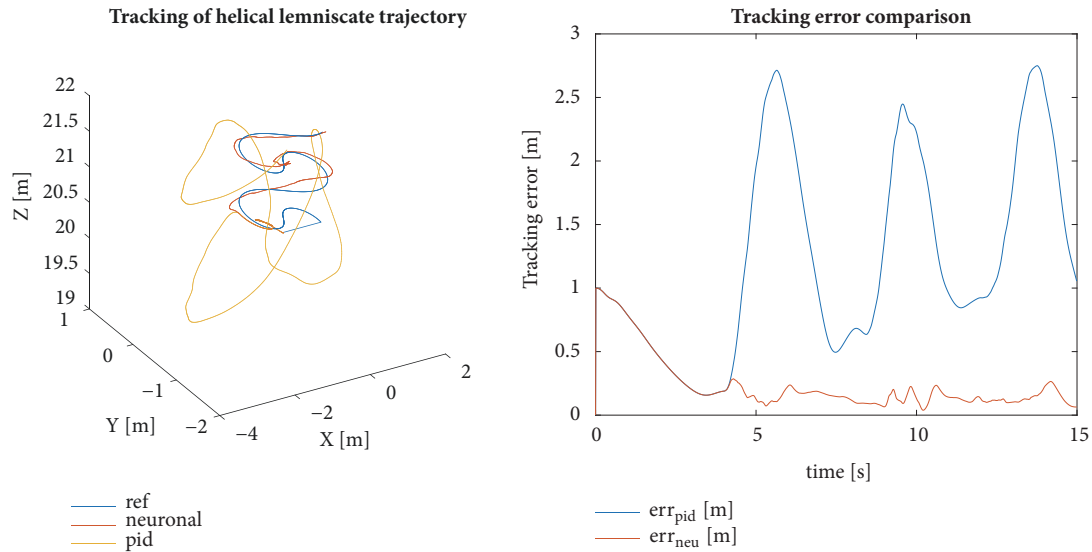 Tracking of helical lemniscate trajectory
22
21.5
21
20.5
20
19.5
19
Z [m]
1
0
−1
−2
Y [m]
−4
−2
0
2
X [m]
ref
neuronal
pid
Tracking error comparison
3
2.5
2
1.5
1
0.5
0
Tracking error [m]
0
5
10
15
time [s]
err_pid [m]
err_neu [m]